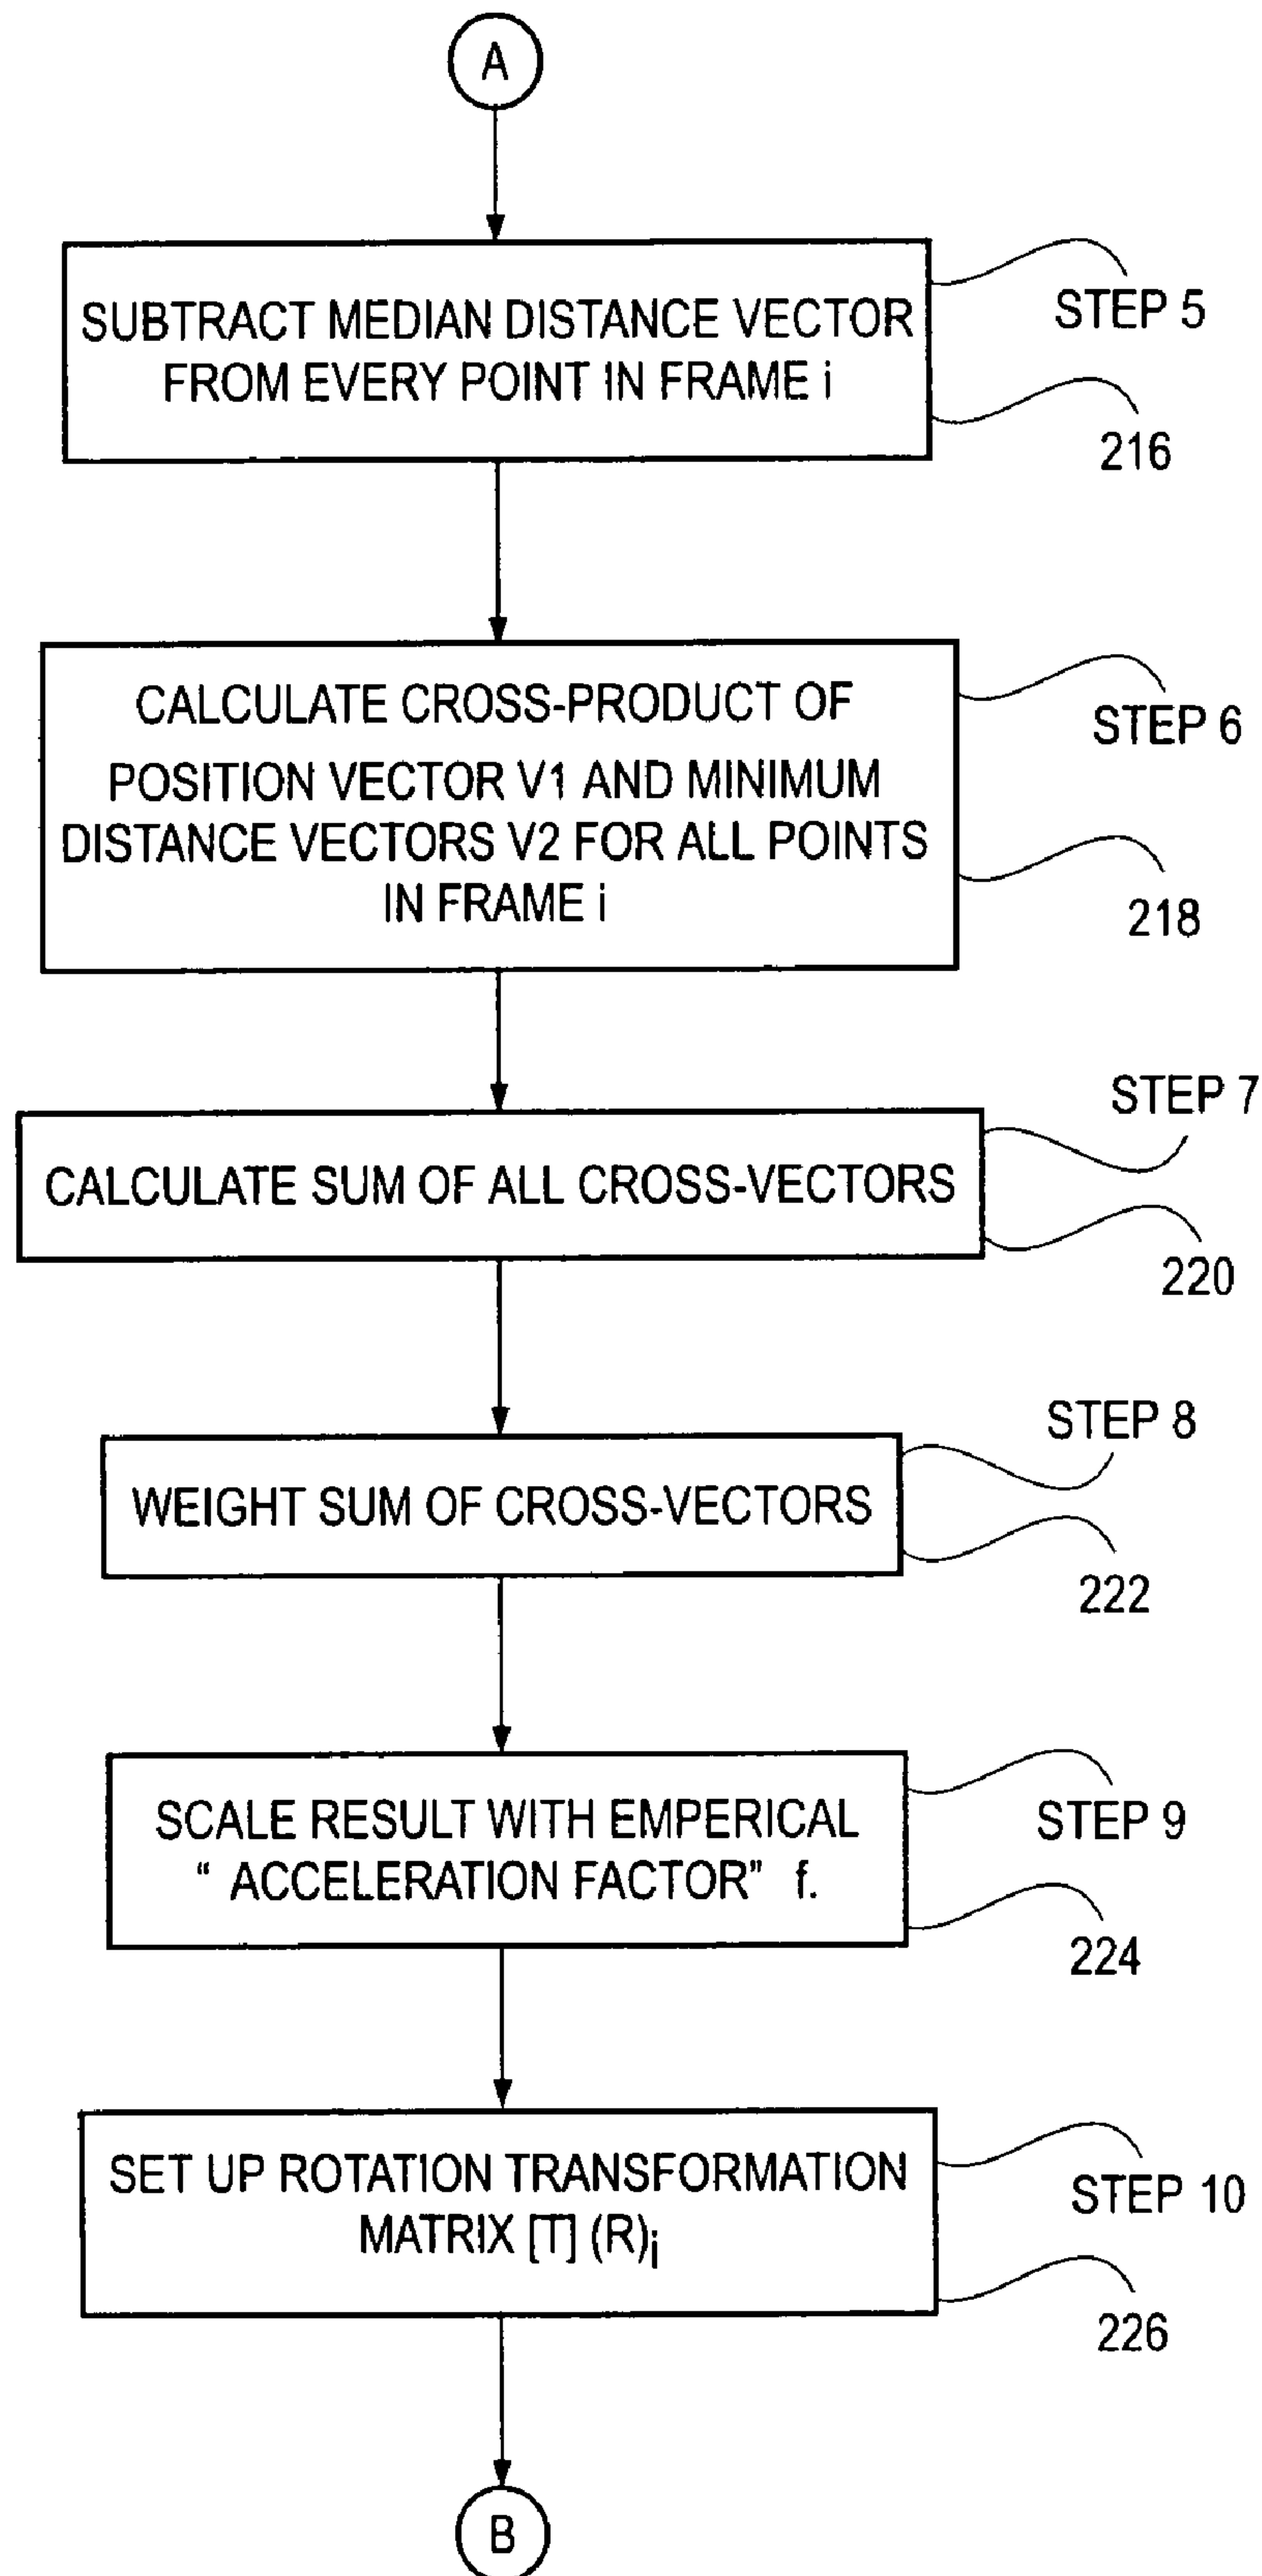 A
SUBTRACT MEDIAN DISTANCE VECTOR
FROM EVERY POINT IN FRAME i
STEP 5
216
CALCULATE CROSS-PRODUCT OF
POSITION VECTOR V1 AND MINIMUM
DISTANCE VECTORS V2 FOR ALL POINTS
IN FRAME i
STEP 6
218
STEP 7
CALCULATE SUM OF ALL CROSS-VECTORS
220
STEP 8
WEIGHT SUM OF CROSS-VECTORS
222
SCALE RESULT WITH EMPERICAL
“ ACCELERATION FACTOR” f.
STEP 9
224
SET UP ROTATION TRANSFORMATION
MATRIX [T] (R)i
STEP 10
226
B